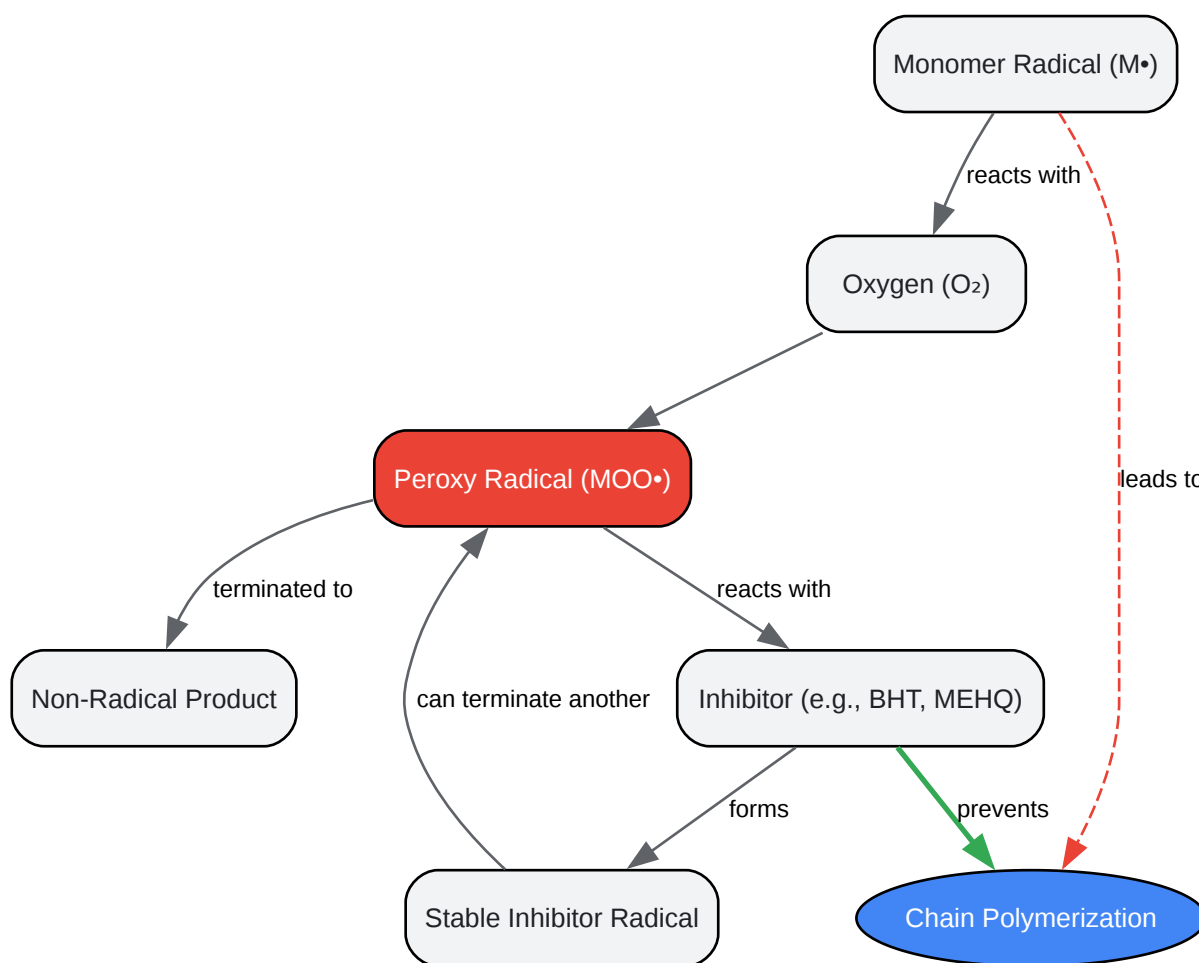 Monomer Radical (M•)
reacts with
Oxygen (O₂)
Peroxy Radical (MOO•)
leads to
terminated to
reacts with
Non-Radical Product
can terminate another
Inhibitor (e.g., BHT, MEHQ)
forms
prevents
Stable Inhibitor Radical
Chain Polymerization